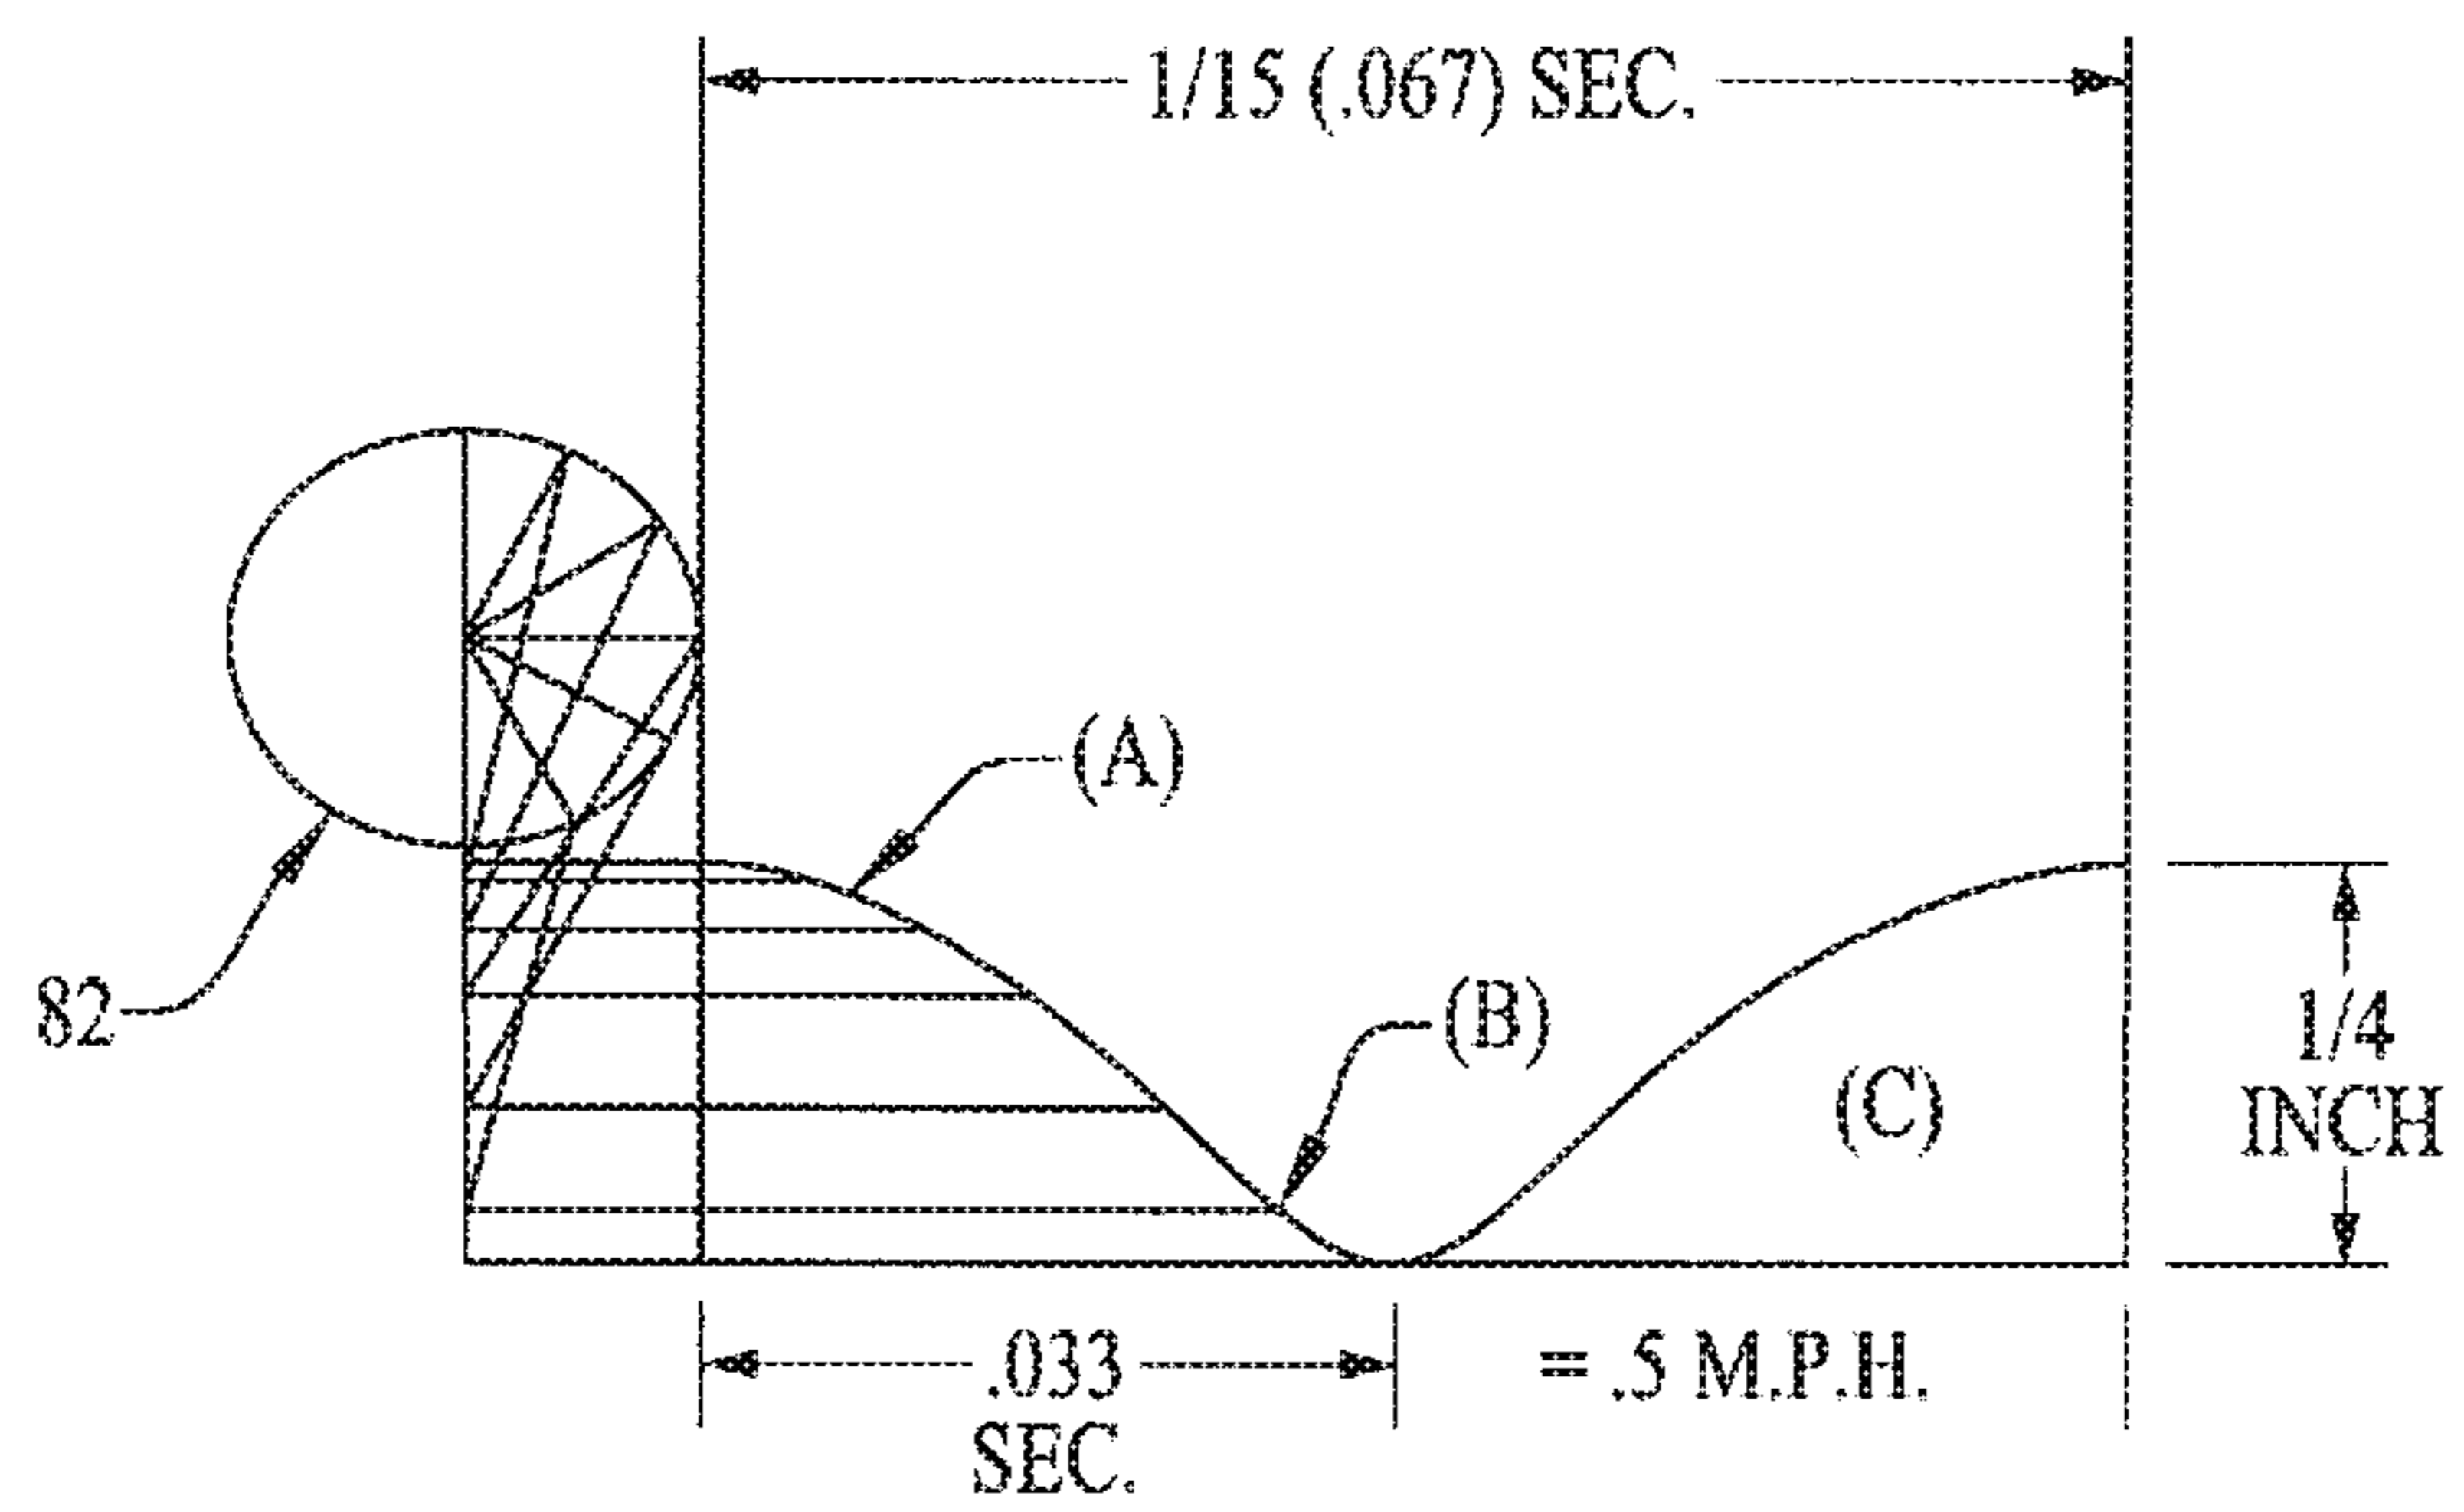 1/15 (.067) SEC.
(A)
82
(B)
(C)
1/4
INCH
.033
SEC.
= .5 M.P.H.